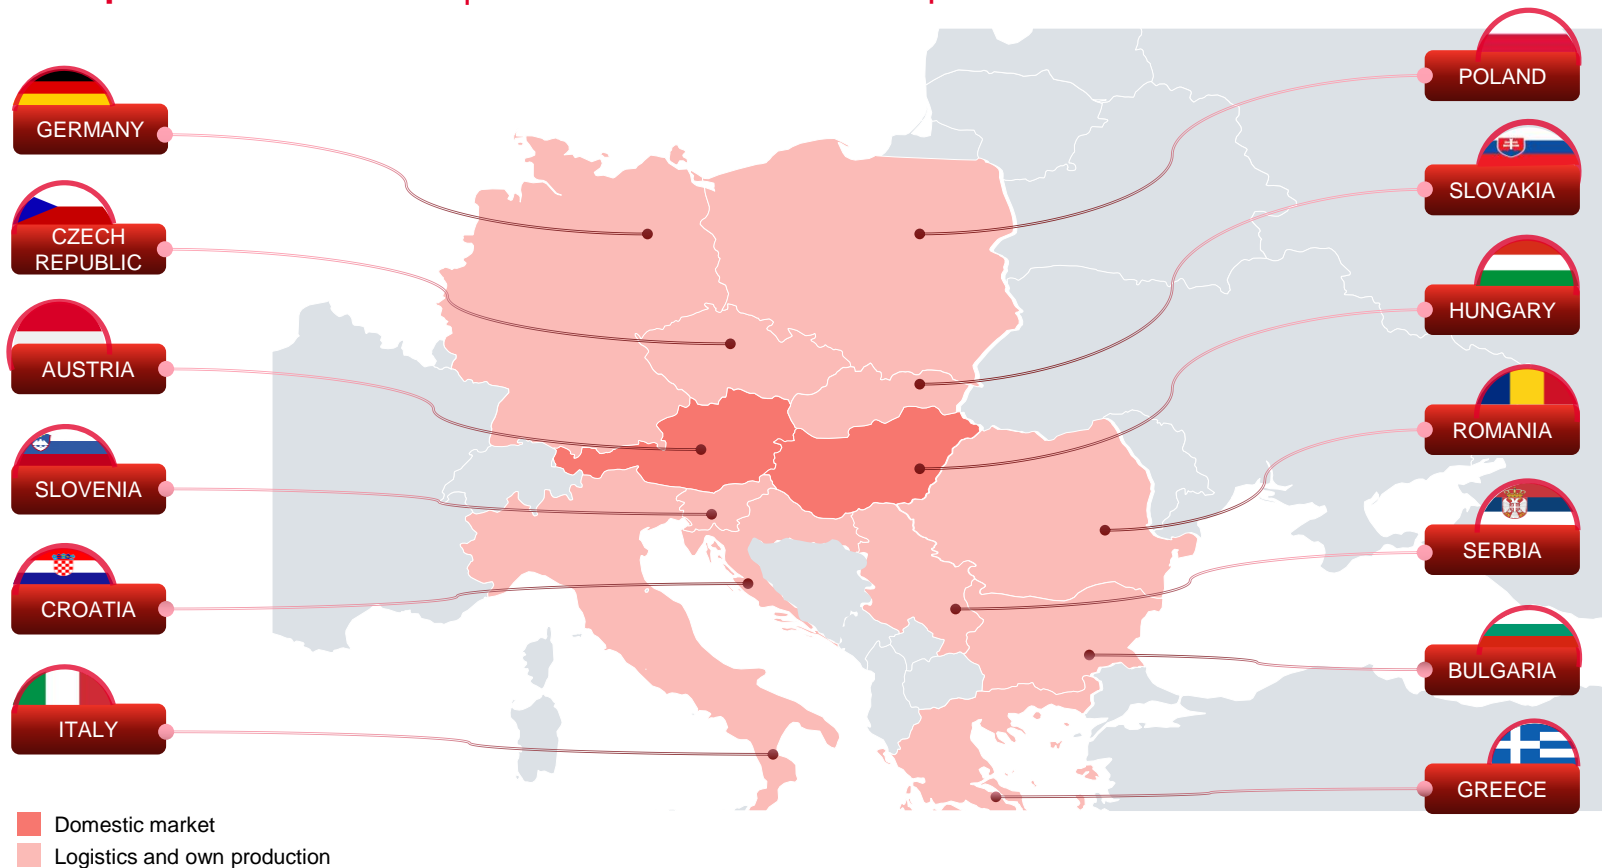 GERMANY
CZECH
REPUBLIC
AUSTRIA
SLOVENIA
CROATIA
ITALY
POLAND
SLOVAKIA
HUNGARY
ROMANIA
SERBIA
BULGARIA
GREECE
Domestic market
Logistics and own production